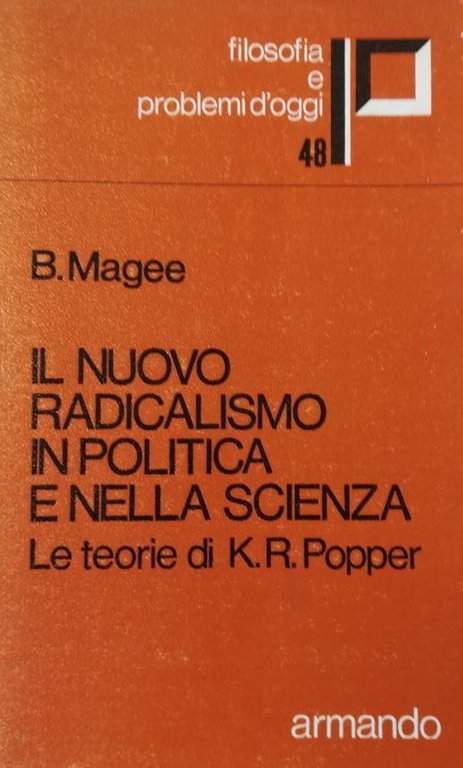 filosofia
e
problemi d'oggi
48
B. Magee
IL NUOVO
RADICALISMO
IN POLITICA
E NELLA SCIENZA
Le teorie di K. R. Popper
armando